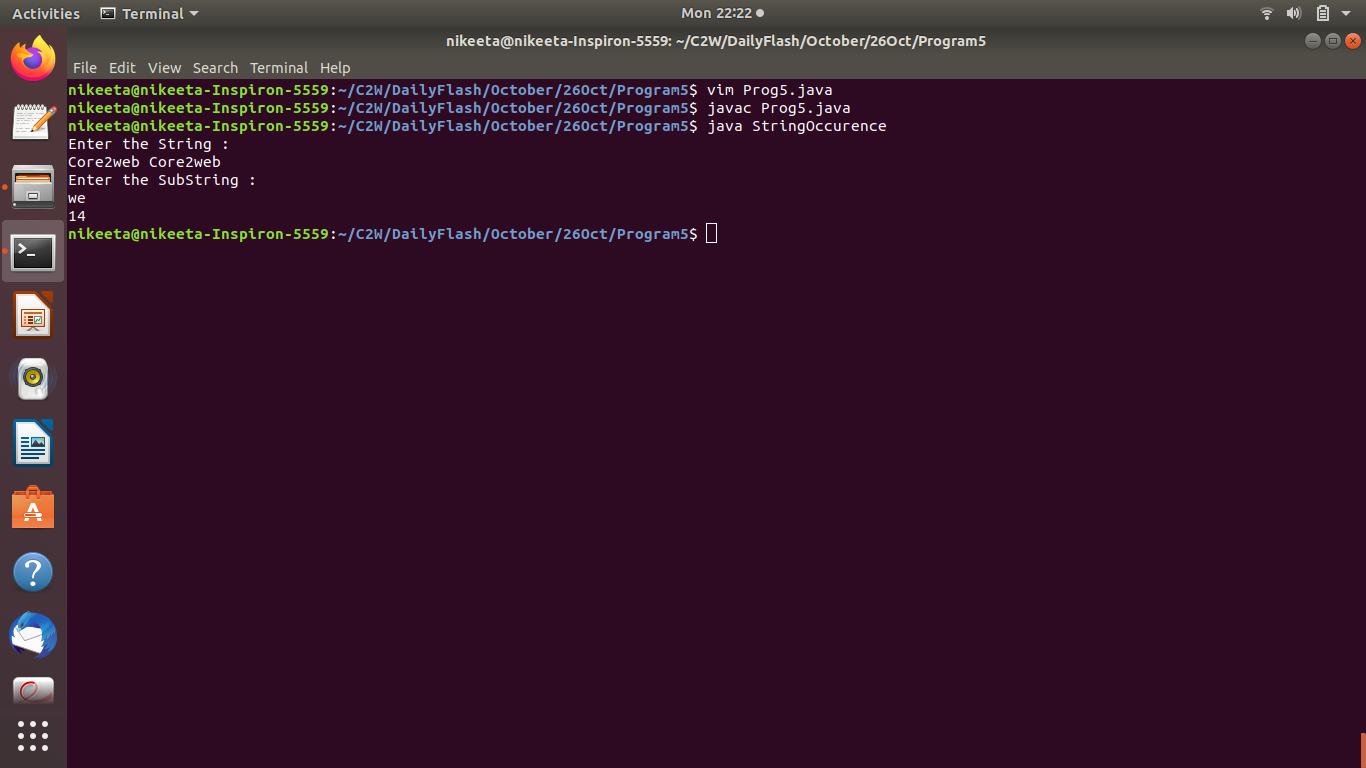 Activities Terminal Mon 22:22
nikeeta@nikeeta-Inspiron-5559: ~/C2W/DailyFlash/October/26Oct/Program5
File Edit View Search Terminal Help
nikeeta@nikeeta-Inspiron-5559:~/C2W/DailyFlash/October/26Oct/Program5$ vim Prog5.java
nikeeta@nikeeta-Inspiron-5559:~/C2W/DailyFlash/October/26Oct/Program5$ javac Prog5.java
nikeeta@nikeeta-Inspiron-5559:~/C2W/DailyFlash/October/26Oct/Program5$ java StringOccurence
Enter the String :
Core2web Core2web
Enter the SubString :
we
14
nikeeta@nikeeta-Inspiron-5559:~/C2W/DailyFlash/October/26Oct/Program5$